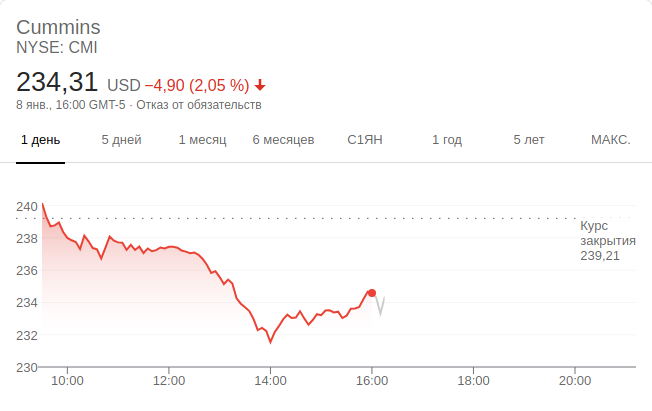 Cummins
NYSE: CMI
234,31 USD −4,90 (2,05 %)
8 янв., 16:00 GMT-5 · Отказ от обязательств
1 день 5 дней 1 месяц 6 месяцев С1ЯН 1 год 5 лет МАКС.
240
238
236
234
232
230
Курс
закрытия
239,21
10:00 12:00 14:00 16:00 18:00 20:00